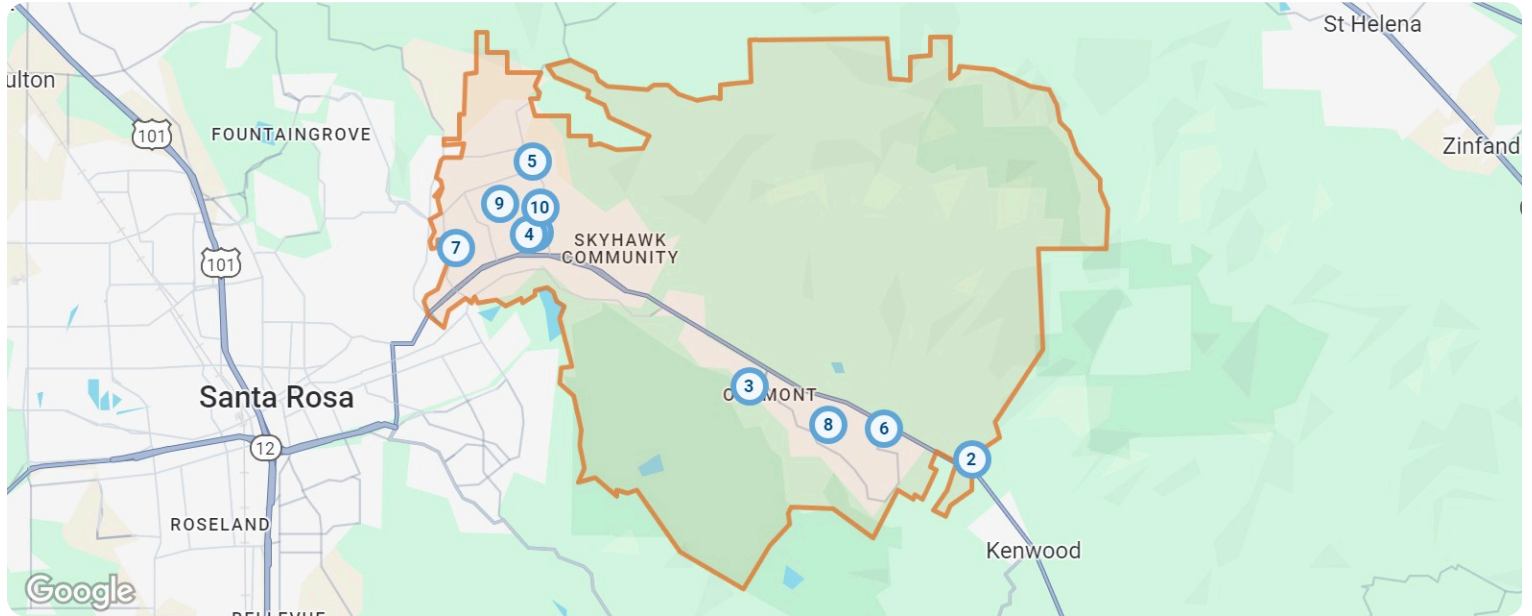 St Helena
ulton
101
FOUNTAINGROVE
Zinfand
5
9
10
4
7
SKYHAWK
COMMUNITY
101
3
MONT
Santa Rosa
8
6
12
2
ROSELAND
Kenwood
Google